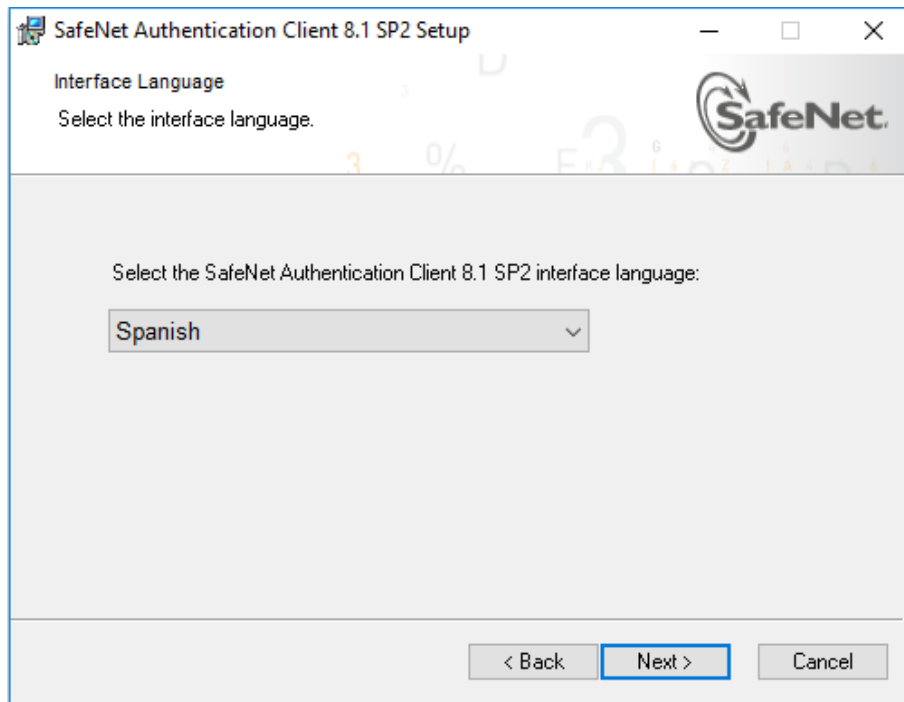 SafeNet Authentication Client 8.1 SP2 Setup
Interface Language
Select the interface language.
SafeNet.
Select the SafeNet Authentication Client 8.1 SP2 interface language:
Spanish
< Back
Next >
Cancel